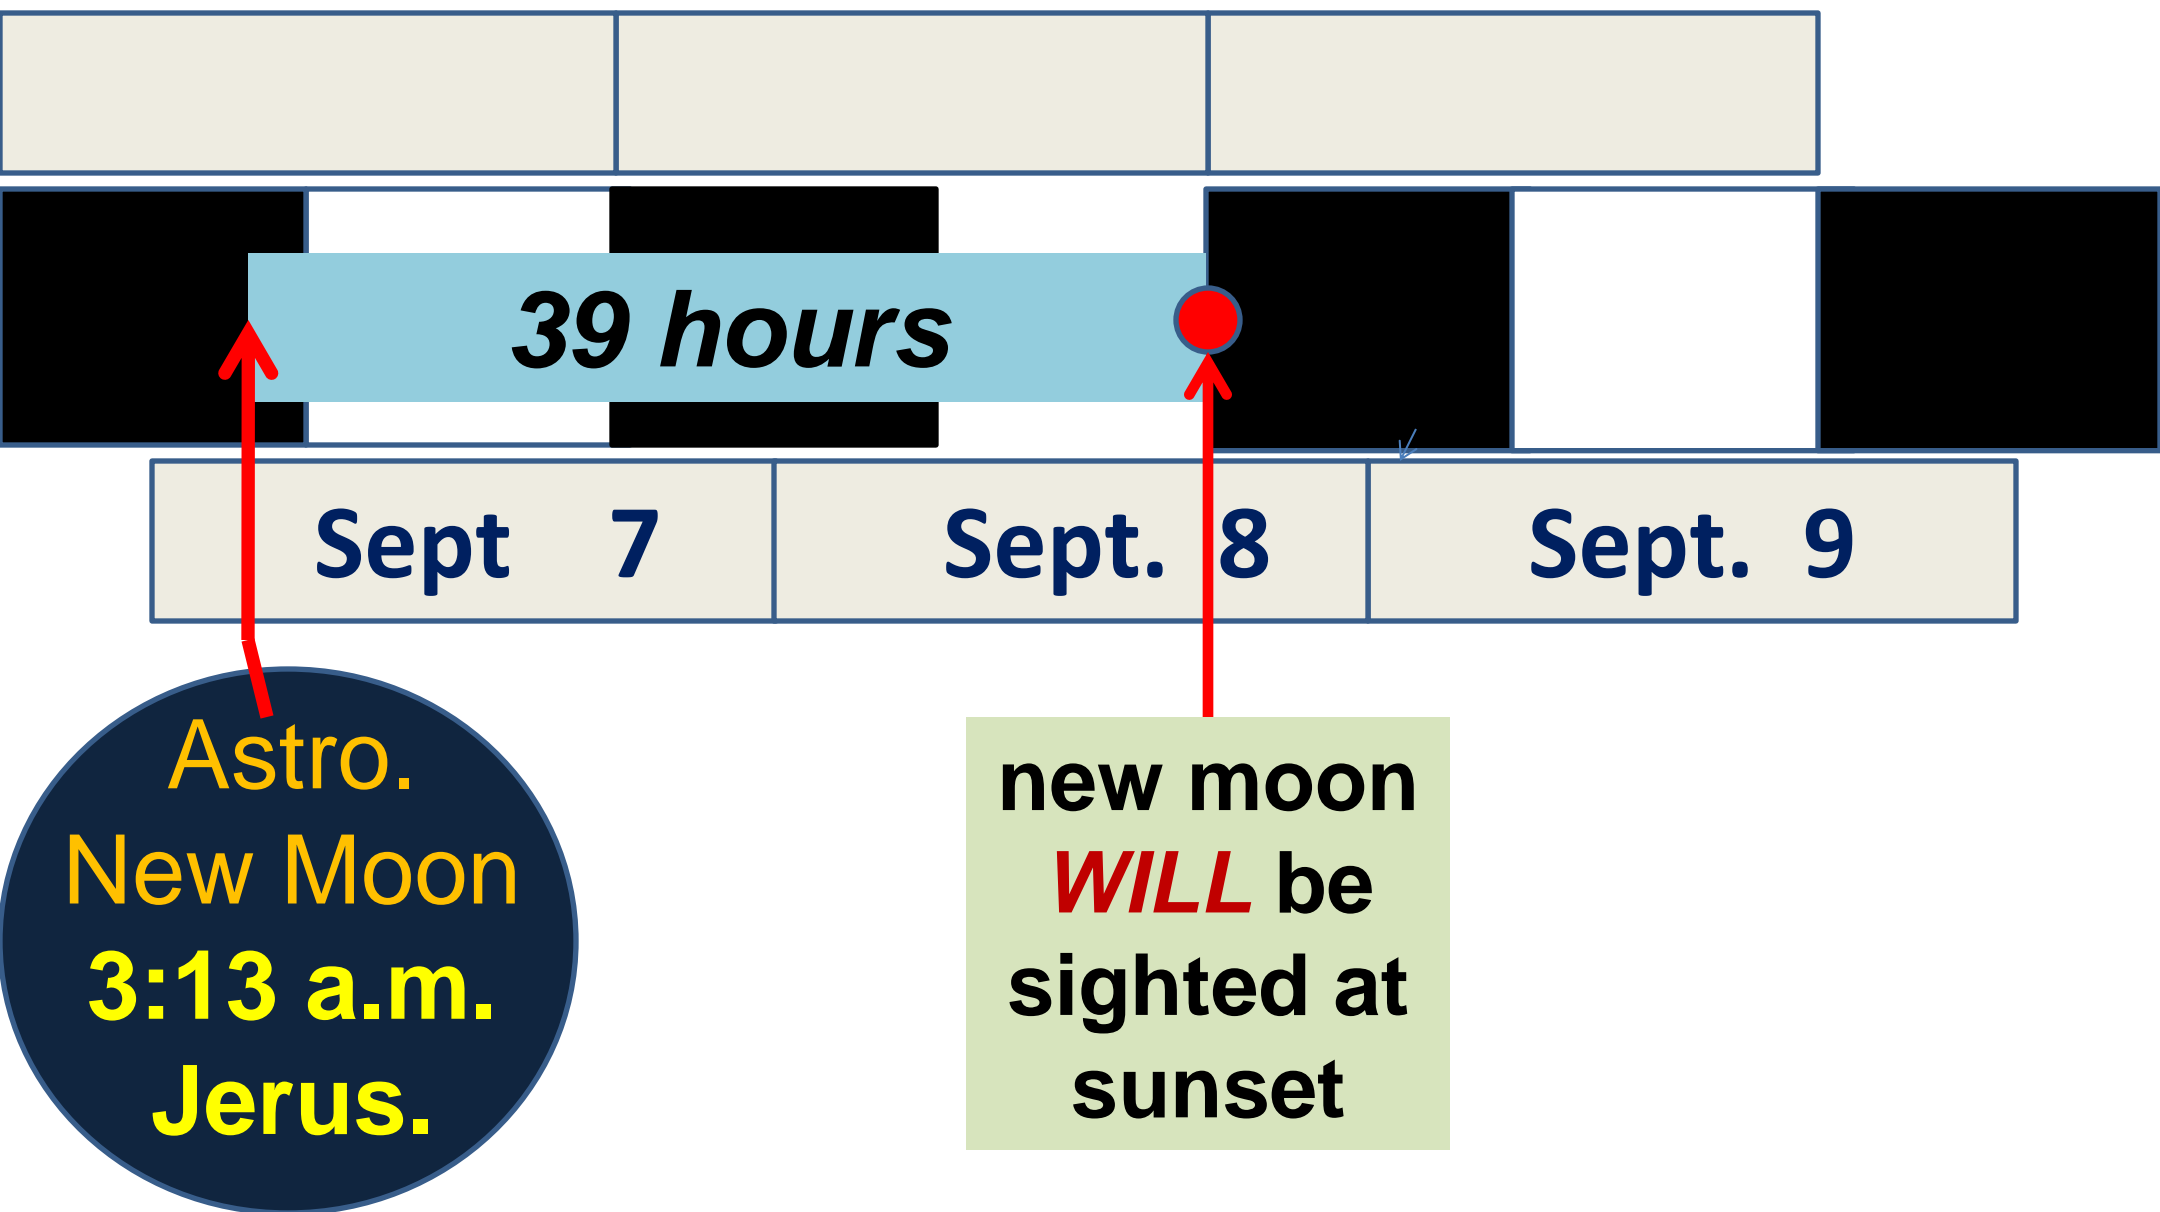 39 hours
Sept 7
Sept. 8
Sept. 9
Astro.
New Moon
3:13 a.m.
Jerus.
new moon
WILL be
sighted at
sunset